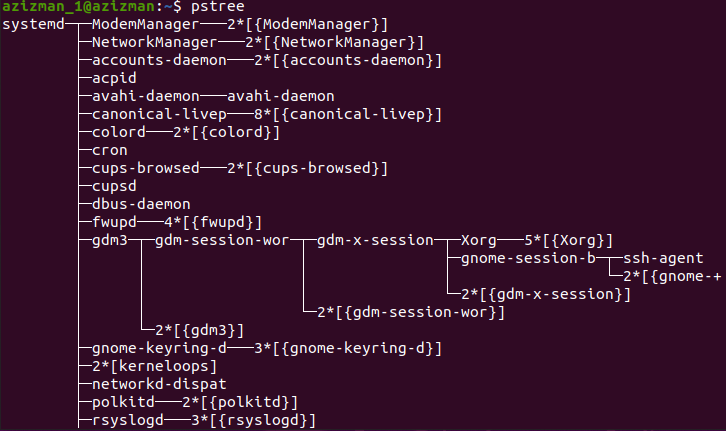 azizman_1@azizman:~$ pstree
systemd─┬─ModemManager───2*[{ModemManager}]
        ├─NetworkManager───2*[{NetworkManager}]
        ├─accounts-daemon───2*[{accounts-daemon}]
        ├─acpid
        ├─avahi-daemon───avahi-daemon
        ├─canonical-livep───8*[{canonical-livep}]
        ├─colord───2*[{colord}]
        ├─cron
        ├─cups-browsed───2*[{cups-browsed}]
        ├─cupsd
        ├─dbus-daemon
        ├─fwupd───4*[{fwupd}]
        ├─gdm3─┬─gdm-session-wor─┬─gdm-x-session─┬─Xorg───5*[{Xorg}]
        │      │                 │               ├─gnome-session-b─┬─ssh-agent
        │      │                 │               │                 └─2*[{gnome-+
        │      │                 │               └─2*[{gdm-x-session}]
        │      │                 └─2*[{gdm-session-wor}]
        │      └─2*[{gdm3}]
        ├─gnome-keyring-d───3*[{gnome-keyring-d}]
        ├─2*[kerneloops]
        ├─networkd-dispat
        ├─polkitd───2*[{polkitd}]
        ├─rsyslogd───3*[{rsyslogd}]